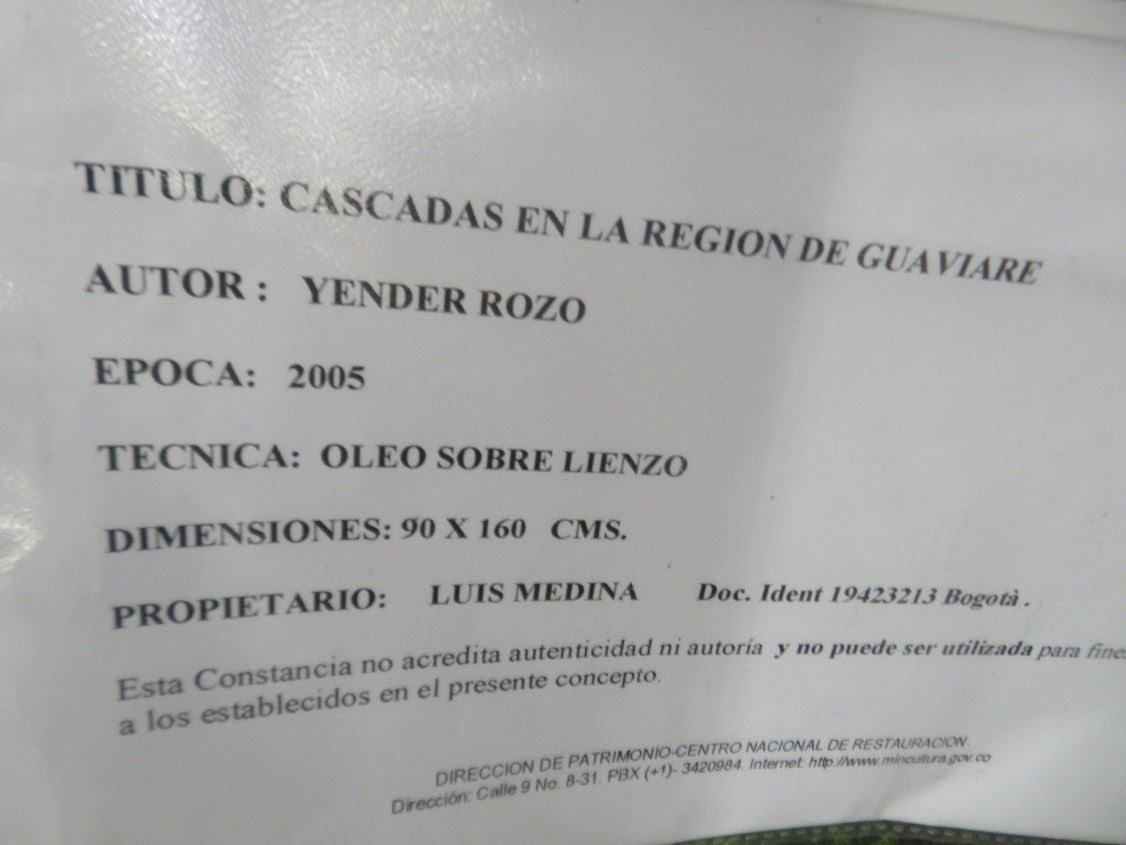 TITULO: CASCADAS EN LA REGION DE GUAVIARE
AUTOR : YENDER ROZO
EPOCA: 2005
TECNICA: OLEO SOBRE LIENZO
DIMENSIONES: 90 X 160 CMS.
PROPIETARIO: LUIS MEDINA Doc. Ident 19423213 Bogotà .
Esta Constancia no acredita autenticidad ni autoría y no puede ser utilizada para fines
a los establecidos en el presente concepto.
DIRECCION DE PATRIMONIO-CENTRO NACIONAL DE RESTAURACION
Dirección: Calle 9 No. 8-31. PBX (+1)- 3420984. Internet: http://www.mincultura.gov.co